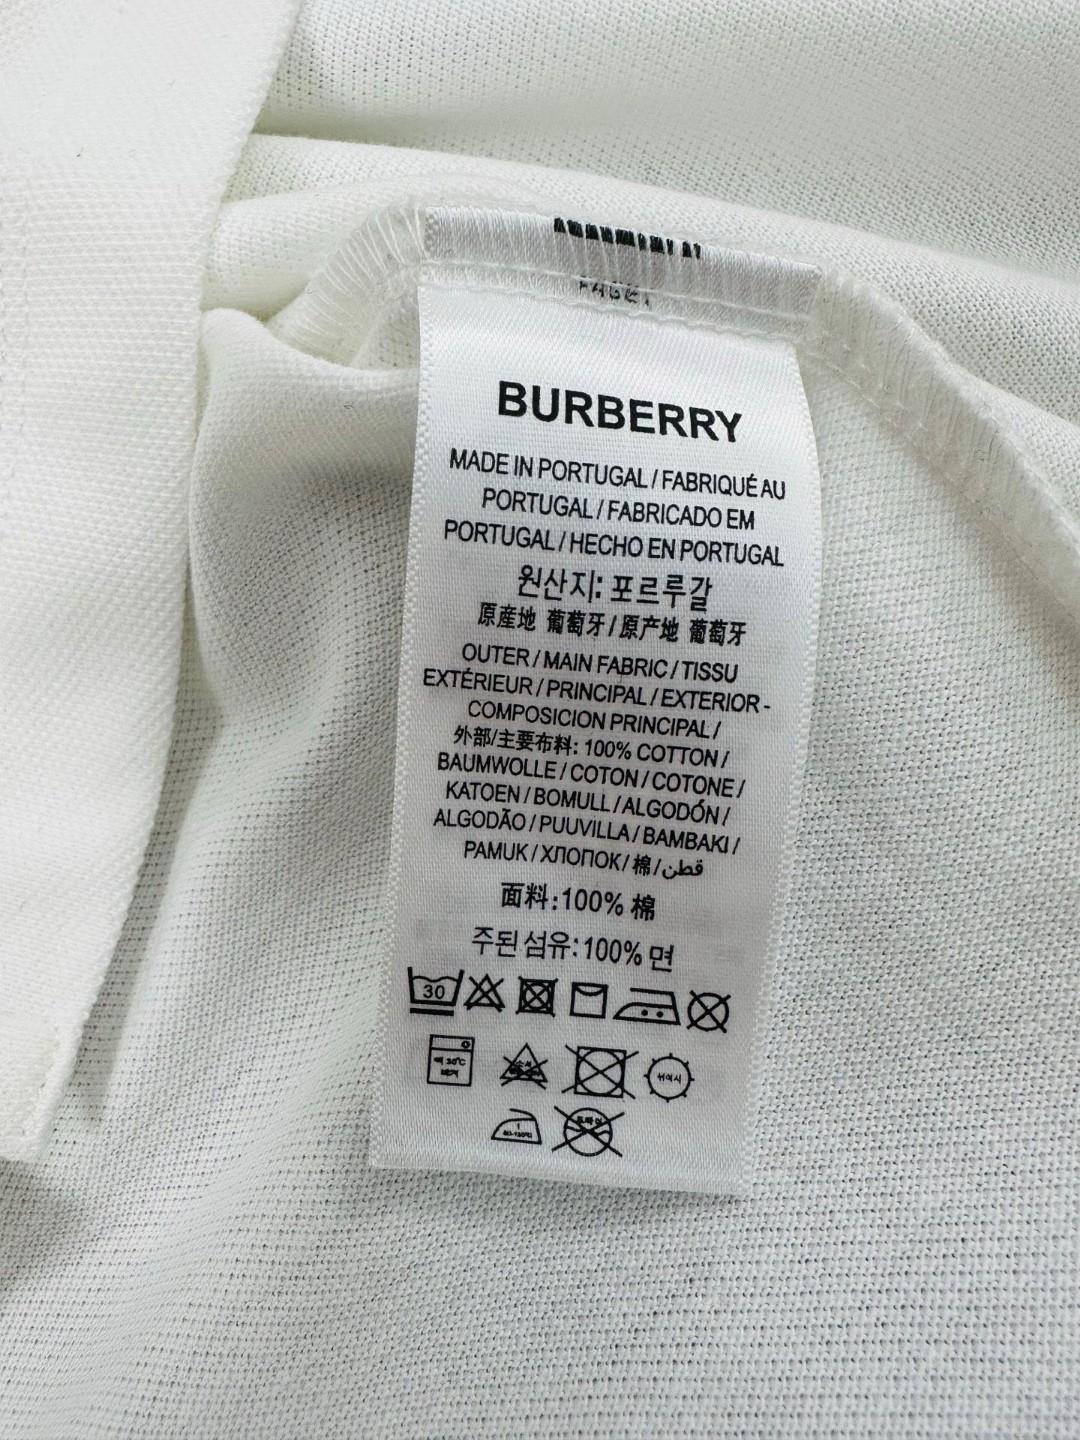 BURBERRY
MADE IN PORTUGAL / FABRIQUÉ AU
PORTUGAL / FABRICADO EM
PORTUGAL / HECHO EN PORTUGAL
원산지: 포르루갈
原産地 葡萄牙 / 原产地 葡萄牙
OUTER / MAIN FABRIC / TISSU
EXTÉRIEUR / PRINCIPAL / EXTERIOR -
COMPOSICION PRINCIPAL /
外部/主要布料: 100% COTTON /
BAUMWOLLE / COTON / COTONE /
KATOEN / BOMULL / ALGODÓN /
ALGODÃO / PUUVILLA / BAMBAKI /
PAMUK / ХЛОПОК / 棉 / قطن
面料:100% 棉
주된 섬유:100% 면
30